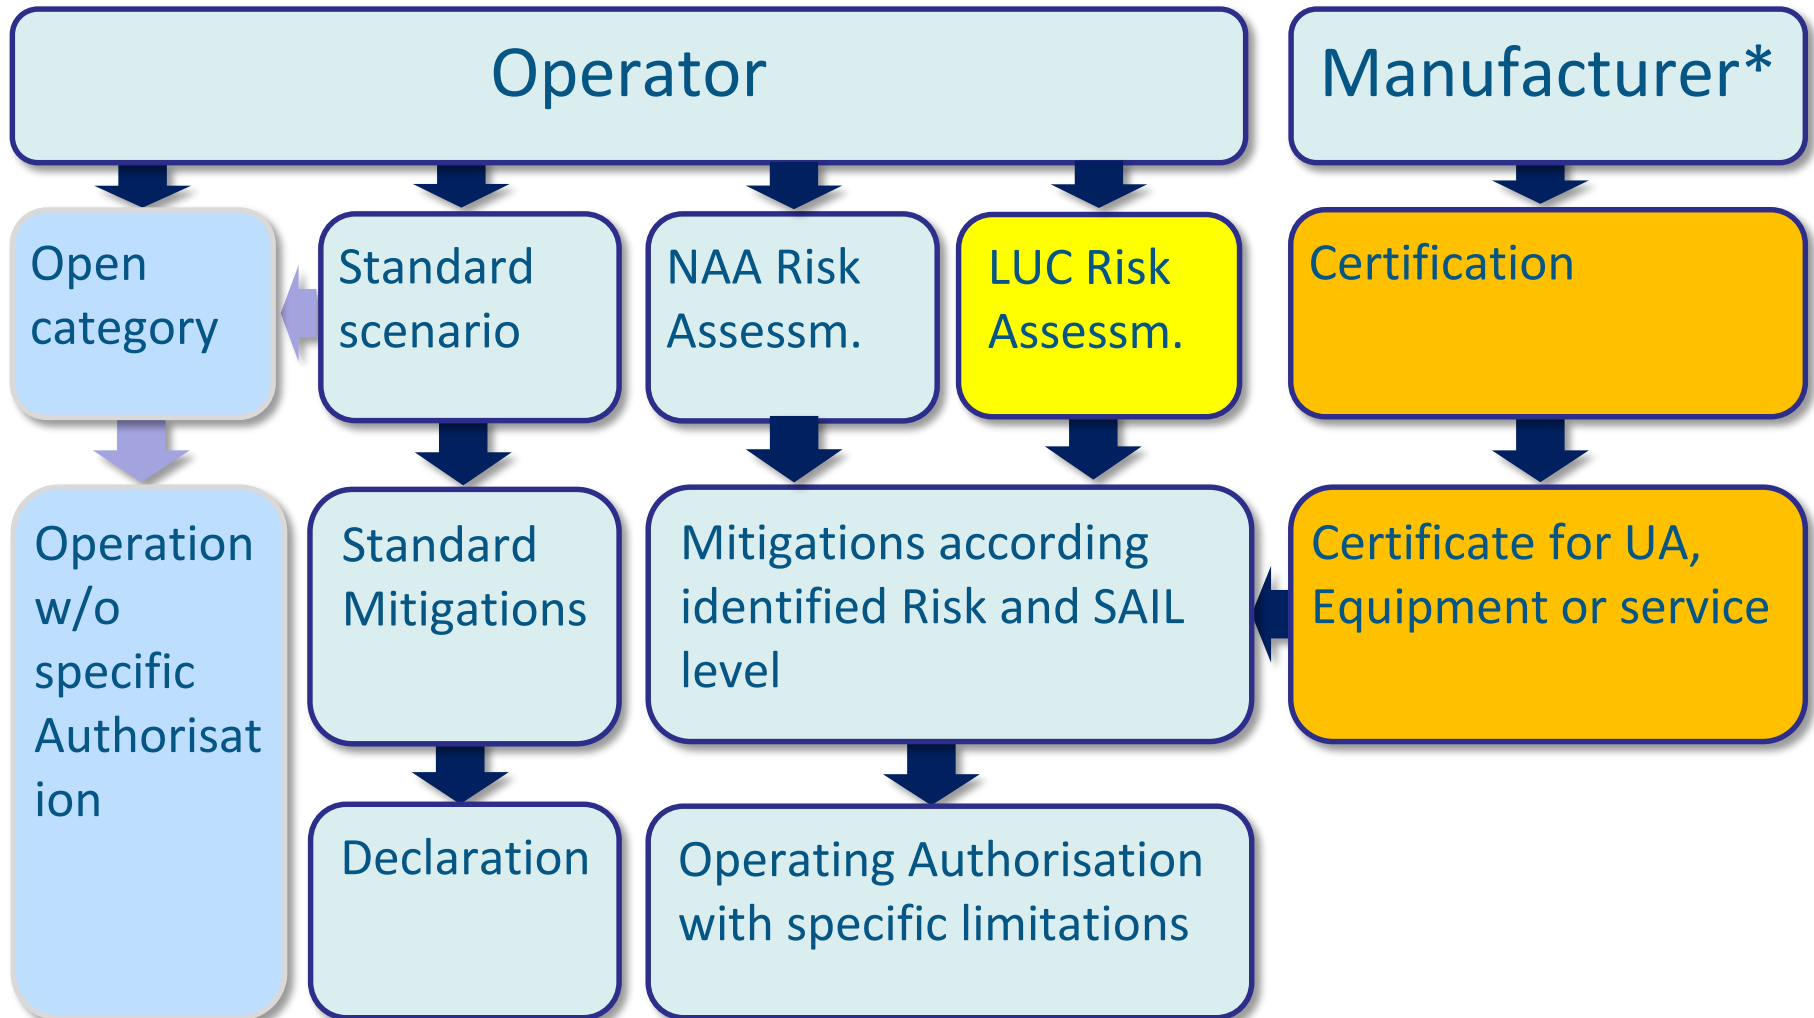 Operator
Manufacturer*
Open
category
Standard
scenario
NAA Risk
Assessm.
LUC Risk
Assessm.
Certification
Operation
w/o
specific
Authorisat
ion
Standard
Mitigations
Mitigations according
identified Risk and SAIL
level
Certificate for UA,
Equipment or service
Declaration
Operating Authorisation
with specific limitations